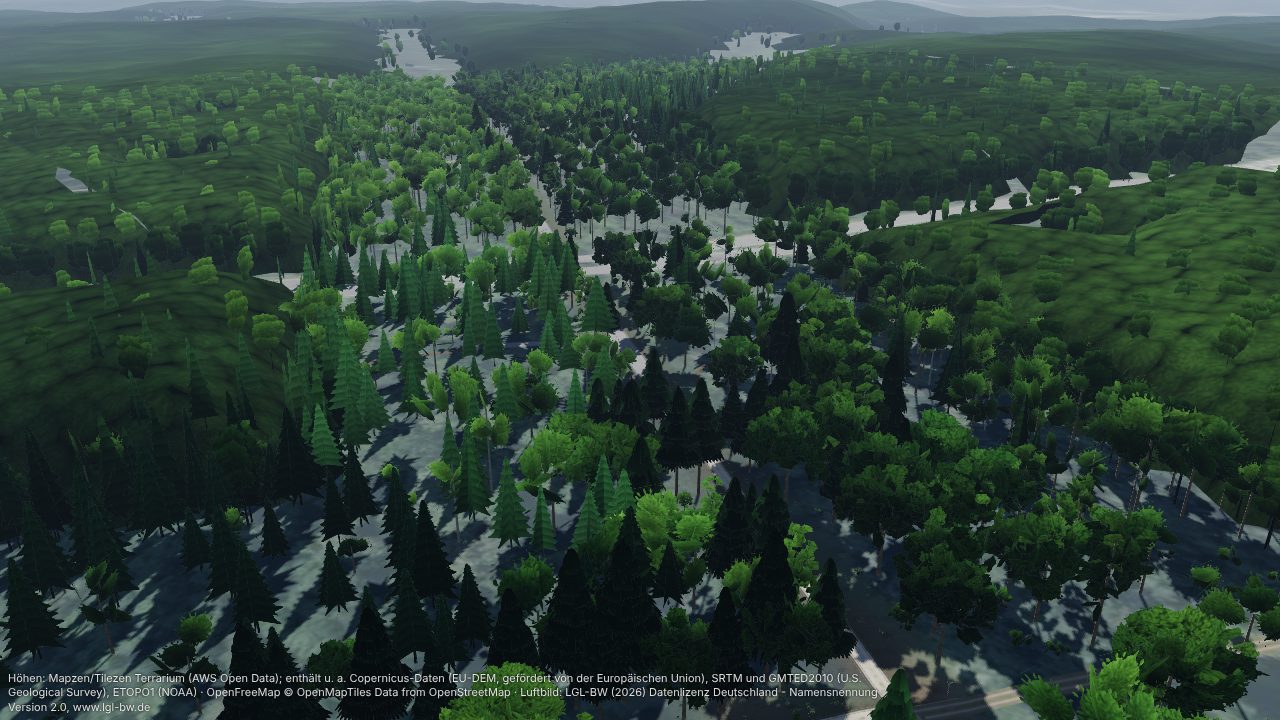 Höhen: Mapzen/Tilezen Terrarium (AWS Open Data); enthält u. a. Copernicus-Daten (EU-DEM, gefördert von der Europäischen Union), SRTM und GMTED2010 (U.S.
Geological Survey), ETOPO1 (NOAA) · OpenFreeMap © OpenMapTiles Data from OpenStreetMap · Luftbild: LGL-BW (2026) Datenlizenz Deutschland – Namensnennung
Version 2.0, www.lgl-bw.de